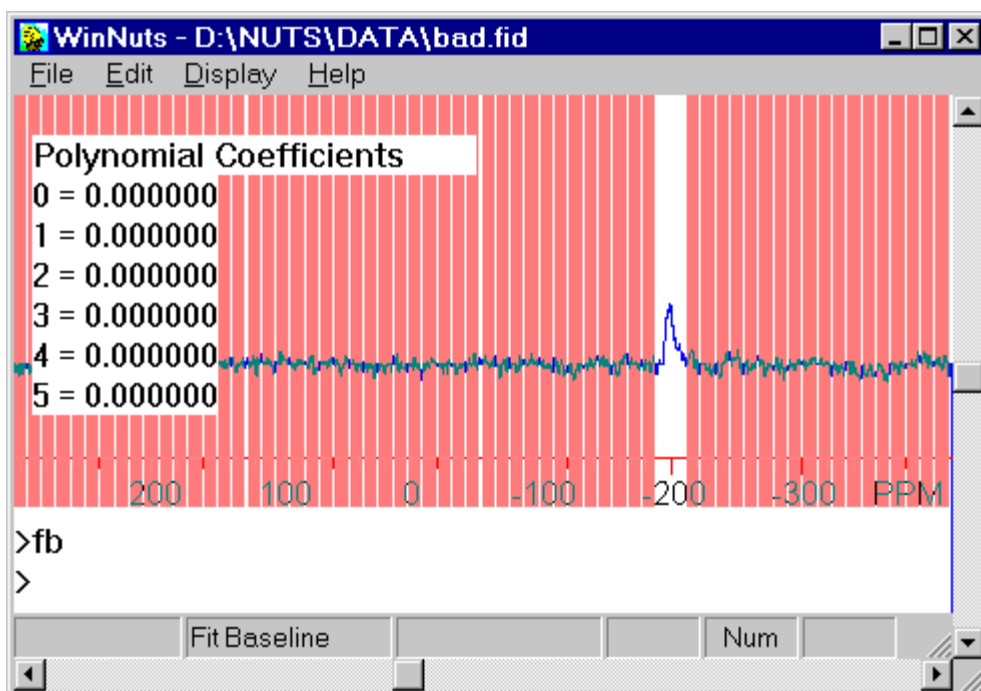 WinNuts - D:\NUTS\DATA\bad.fid
File Edit Display Help
Polynomial Coefficients
0 = 0.000000
1 = 0.000000
2 = 0.000000
3 = 0.000000
4 = 0.000000
5 = 0.000000
200 100 0 -100 -200 -300 PPM
>fb
>
Fit Baseline Num